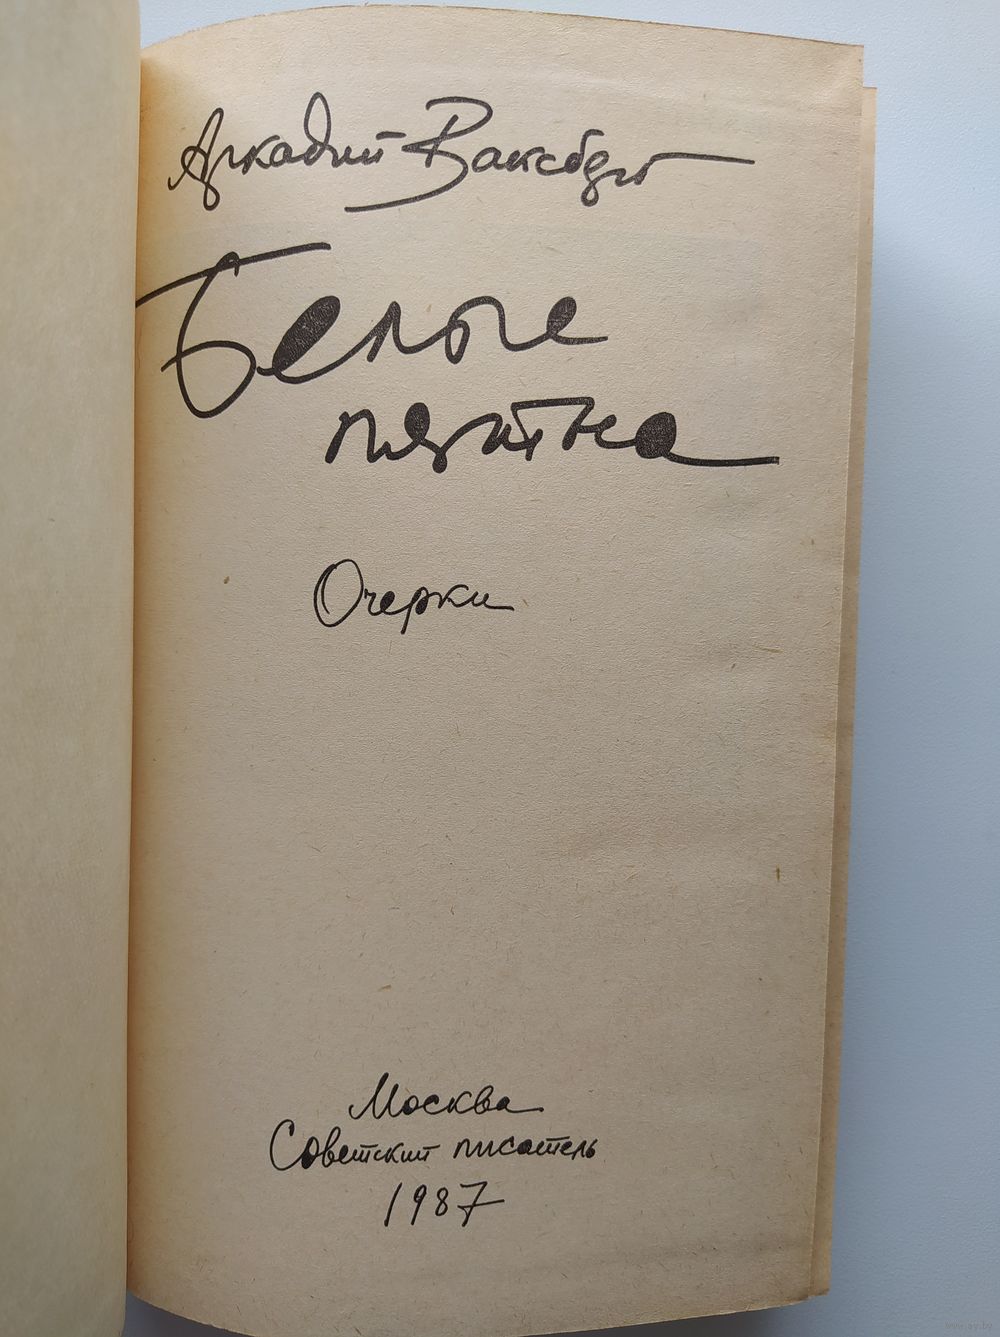 Аркадий Ваксберг
Белые
пятна
Очерки
Москва
Советский писатель
1987